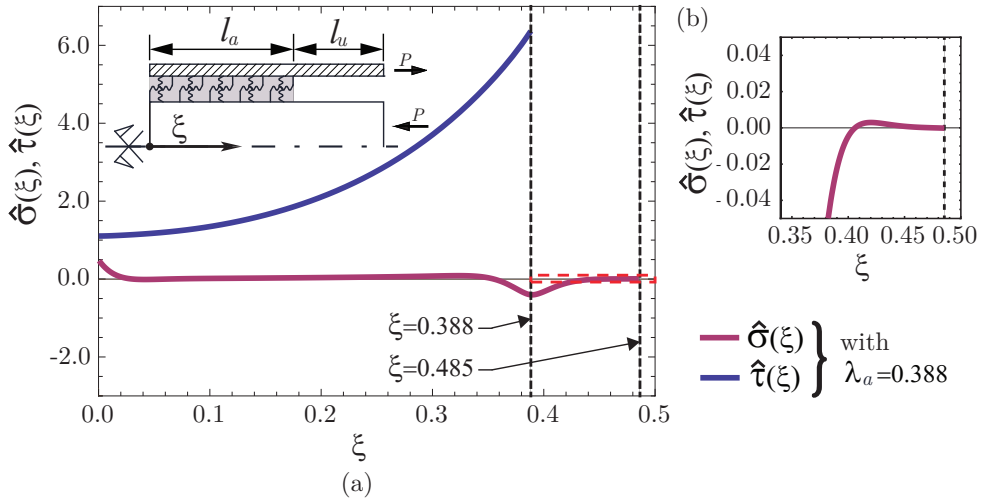 (b)
6.0
4.0
2.0
0.0
-2.0
σ̂(ξ), τ̂(ξ)
l_a
l_u
P
P
ξ
ξ=0.388
ξ=0.485
0.0 0.1 0.2 0.3 0.4 0.5
ξ
(a)
0.04
0.02
0.00
-0.02
-0.04
σ̂(ξ), τ̂(ξ)
0.35 0.40 0.45 0.50
ξ
σ̂(ξ)
τ̂(ξ)
with
λ_a=0.388